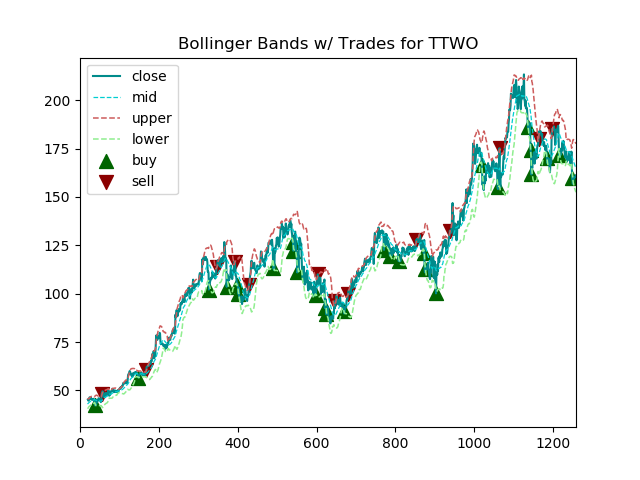 Bollinger Bands w/ Trades for TTWO
close
mid
upper
lower
buy
sell
200
175
150
125
100
75
50
0 200 400 600 800 1000 1200